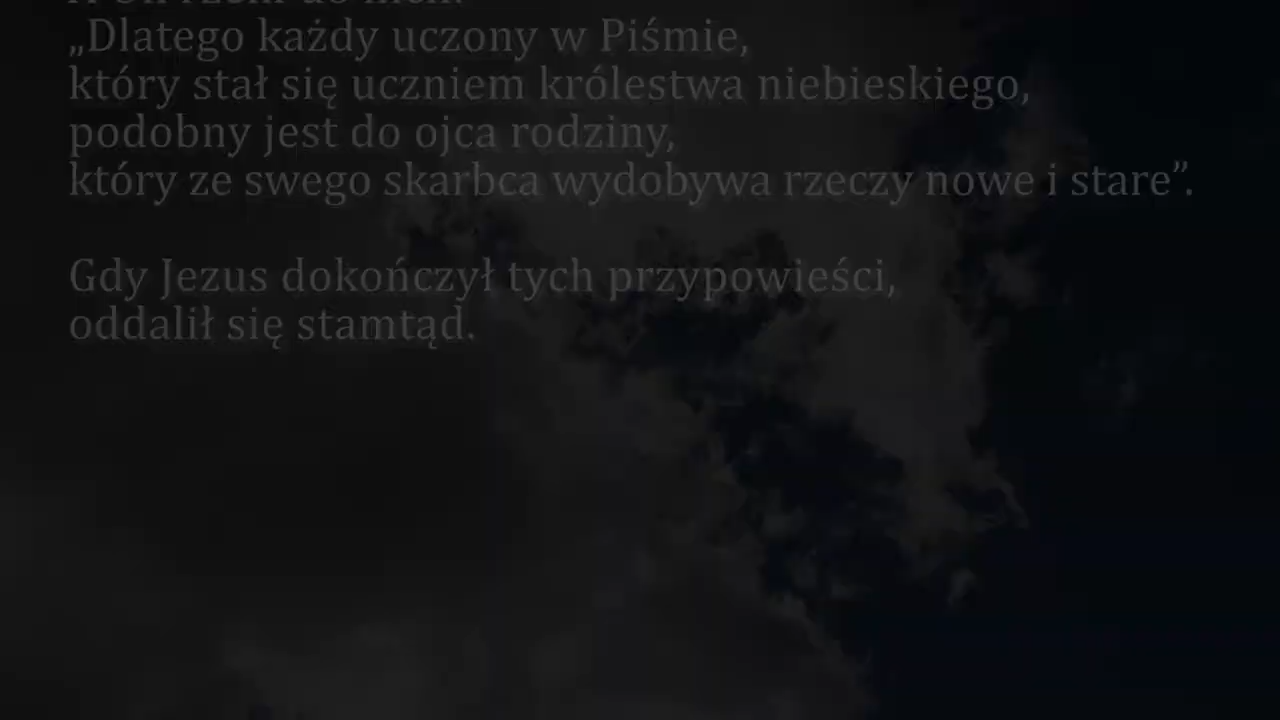 „Dlatego każdy uczony w Piśmie,
który stał się uczniem królestwa niebieskiego,
podobny jest do ojca rodziny,
który ze swego skarbca wydobywa rzeczy nowe i stare”.
Gdy Jezus dokończył tych przypowieści,
oddalił się stamtąd.